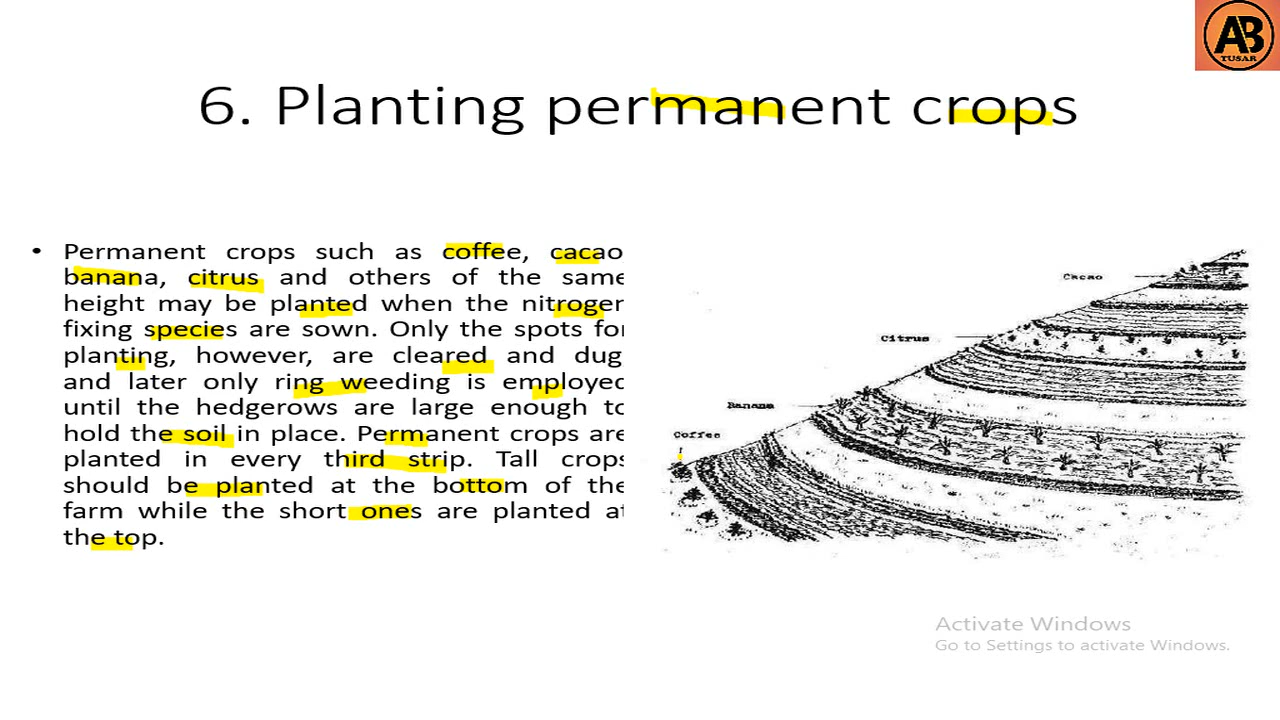 AB
TUSAR
6. Planting permanent crops
• Permanent crops such as coffee, cacao
banana, citrus and others of the same
height may be planted when the nitrogen
fixing species are sown. Only the spots for
planting, however, are cleared and dug
and later only ring weeding is employed
until the hedgerows are large enough to
hold the soil in place. Permanent crops are
planted in every third strip. Tall crops
should be planted at the bottom of the
farm while the short ones are planted at
the top.
Cacao
Citrus
Banana
Coffee
Activate Windows
Go to Settings to activate Windows.